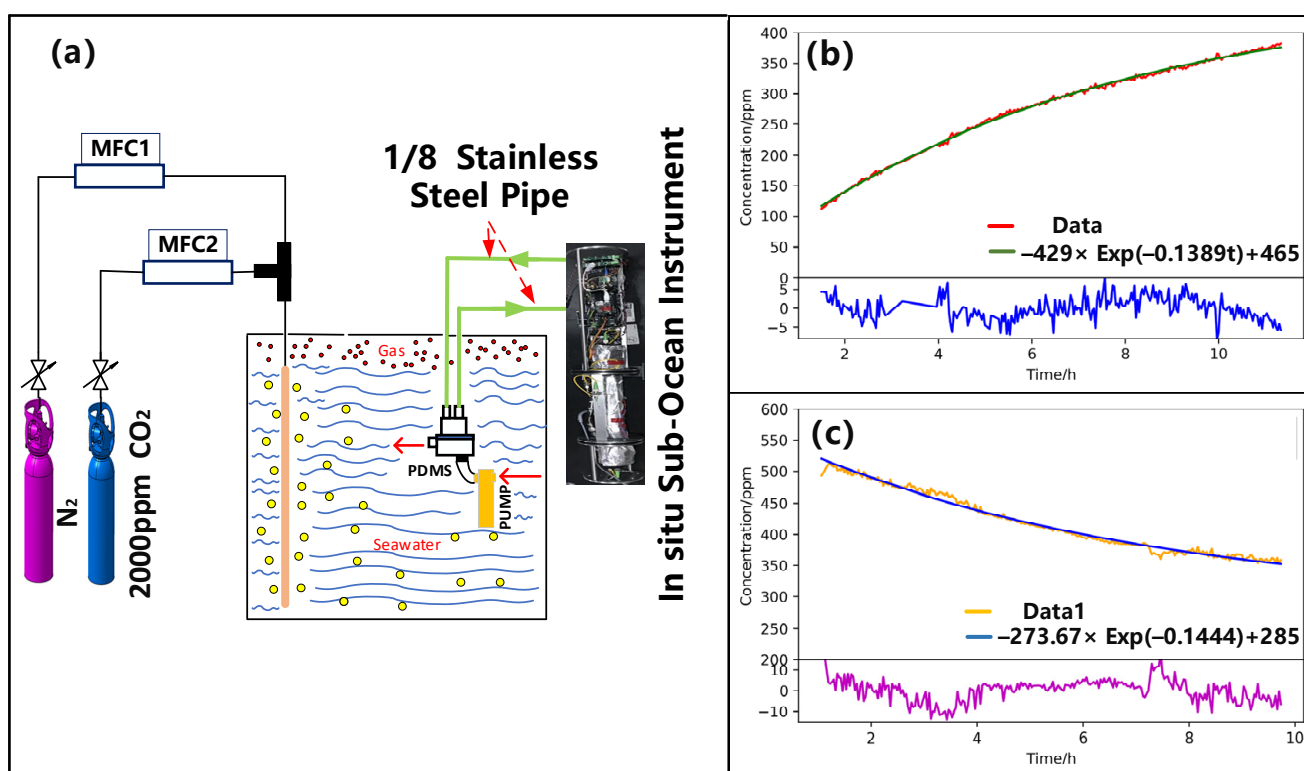 (a)
MFC1
MFC2
1/8 Stainless
Steel Pipe
Gas
PDMS
PUMP
Seawater
N₂
2000ppm CO₂
In situ Sub-Ocean Instrument
(b)
Concentration/ppm
400
350
300
250
200
150
100
50
0
Data
−429× Exp(−0.1389t)+465
5
0
−5
2
4
6
8
10
Time/h
(c)
Concentration/ppm
600
550
500
450
400
350
300
250
200
Data1
−273.67× Exp(−0.1444)+285
10
0
−10
2
4
6
8
10
Time/h